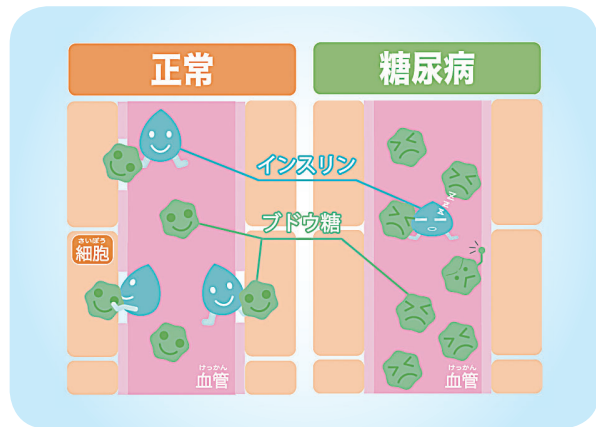 正常
糖尿病
インスリン
zzz
ブドウ糖
さいぼう
細胞
けっかん
血管
けっかん
血管